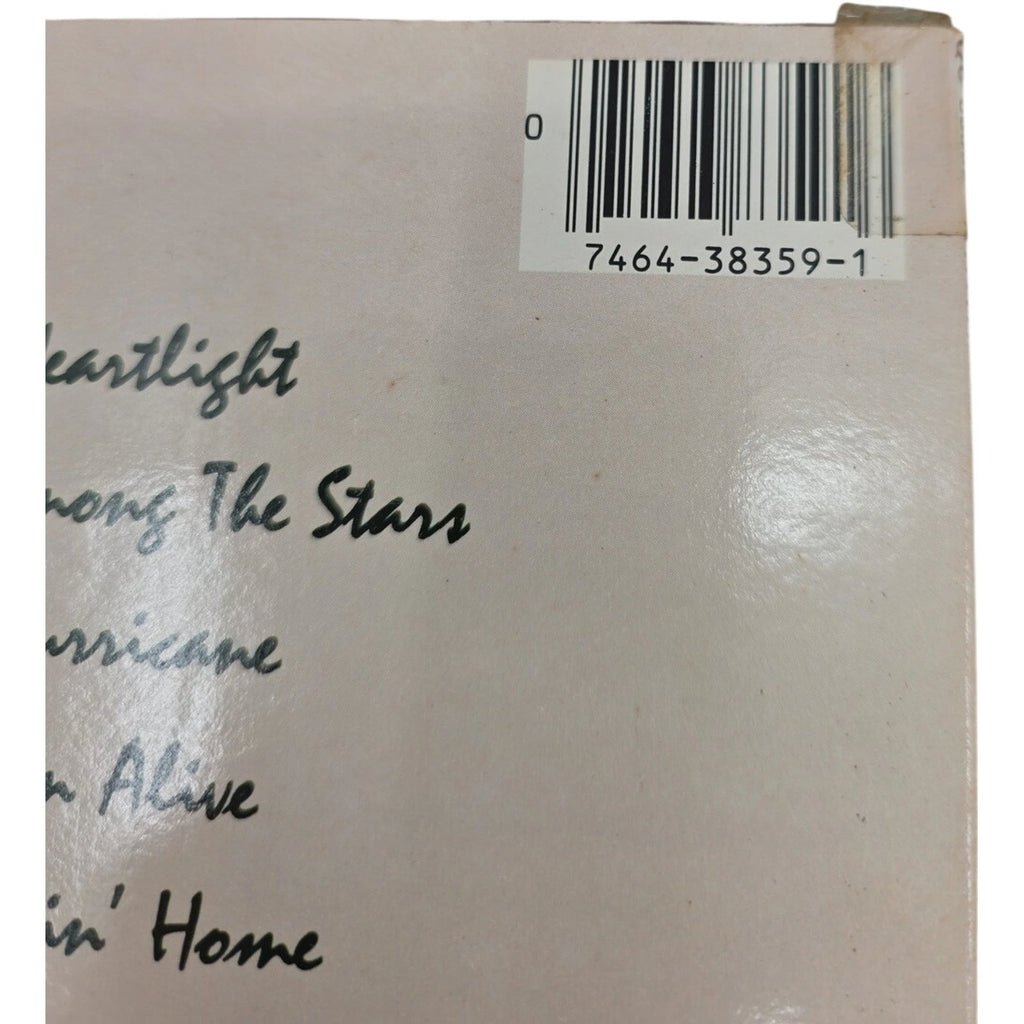 0
7464-38359-1
eartlight
mong The Stars
urricane
m Alive
in' Home